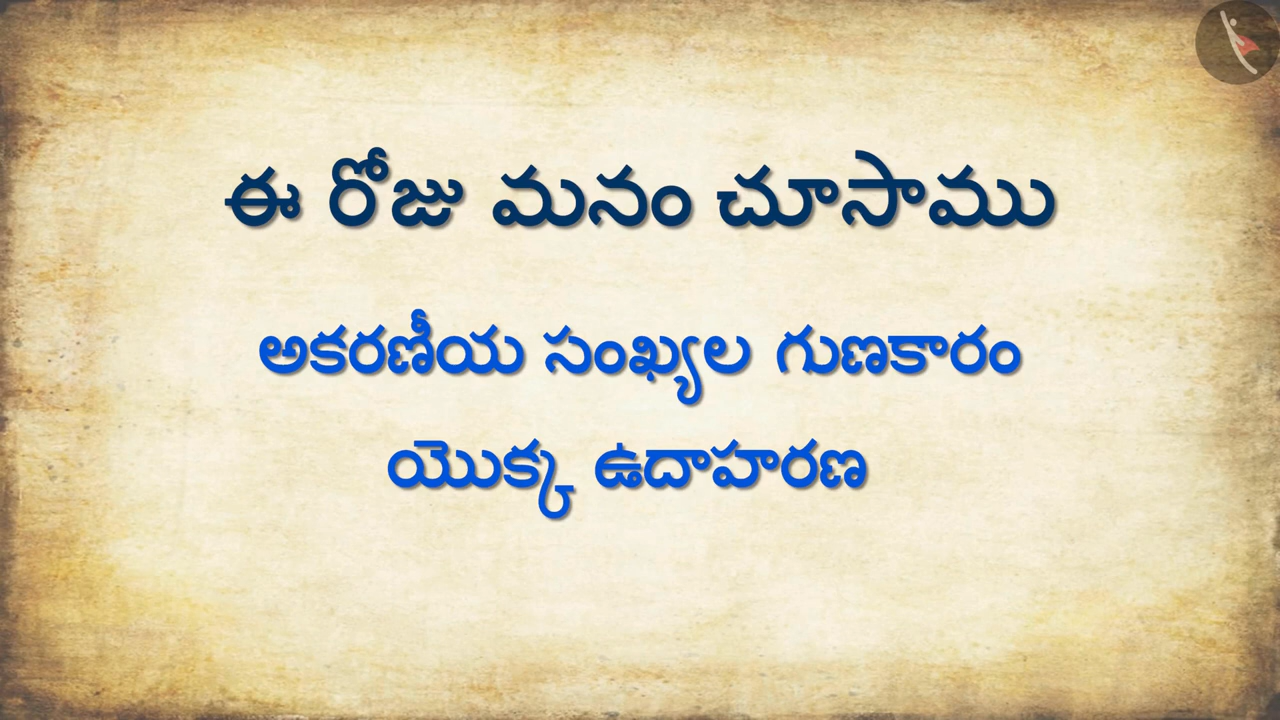 ఈ రోజు మనం చూసాము
అకరణీయ సంఖ్యల గుణకారం
యొక్క ఉదాహరణ